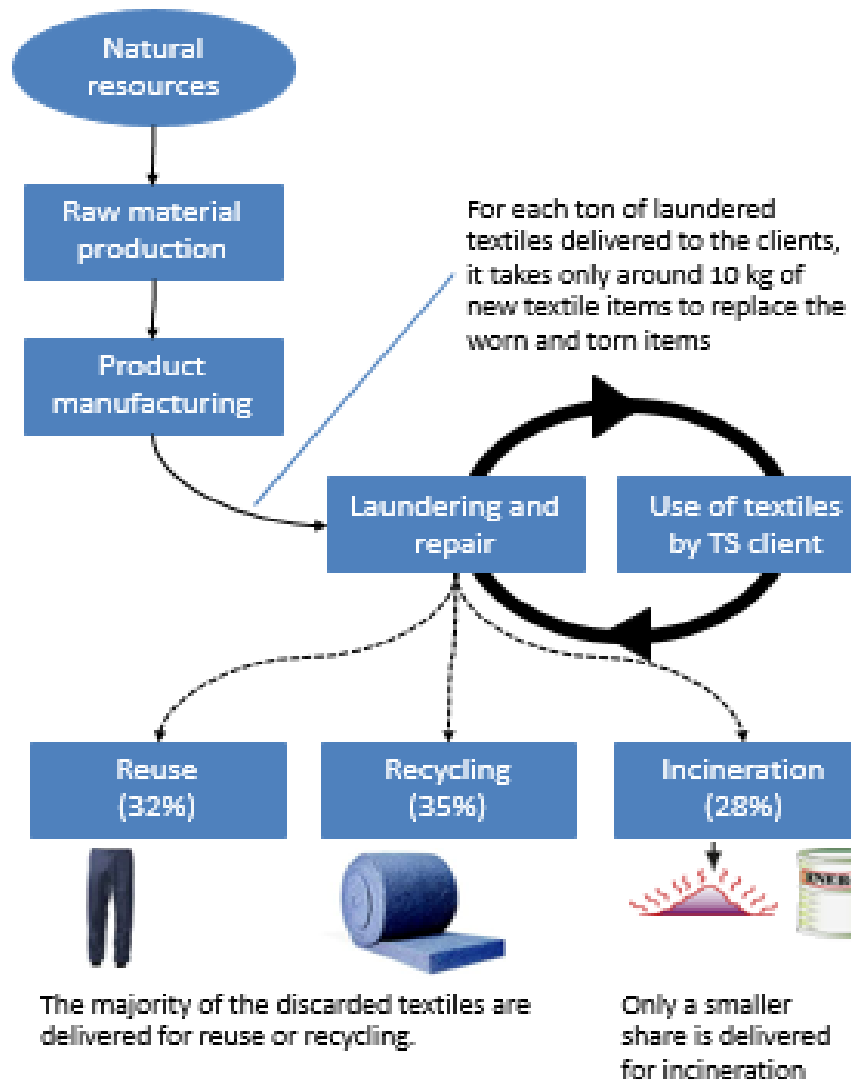 Natural
resources
Raw material
production
For each ton of laundered
textiles delivered to the clients,
it takes only around 10 kg of
new textile items to replace the
worn and torn items
Product
manufacturing
Laundering and
repair
Use of textiles
by TS client
Reuse
(32%)
Recycling
(35%)
Incineration
(28%)
ENER
The majority of the discarded textiles are
delivered for reuse or recycling.
Only a smaller
share is delivered
for incineration